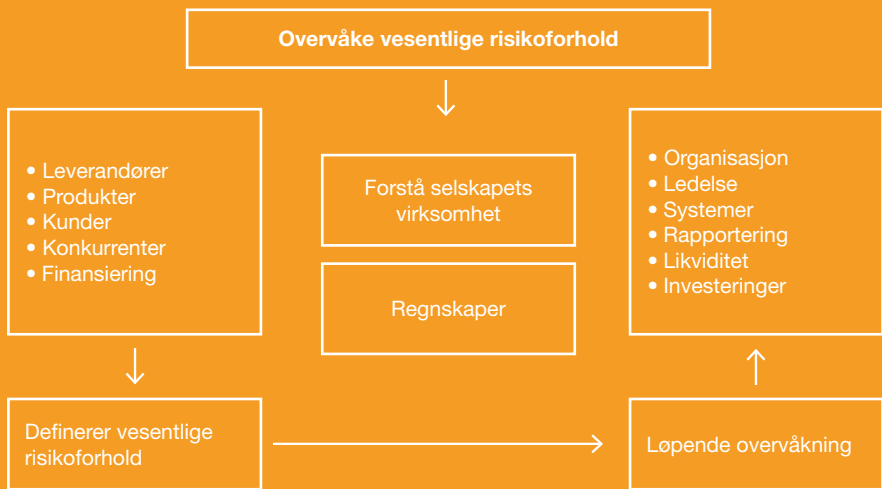 Overvåke vesentlige risikoforhold
• Leverandører
• Produkter
• Kunder
• Konkurrenter
• Finansiering
Forstå selskapets
virksomhet
Regnskaper
• Organisasjon
• Ledelse
• Systemer
• Rapportering
• Likviditet
• Investeringer
Definerer vesentlige
risikoforhold
Løpende overvåkning